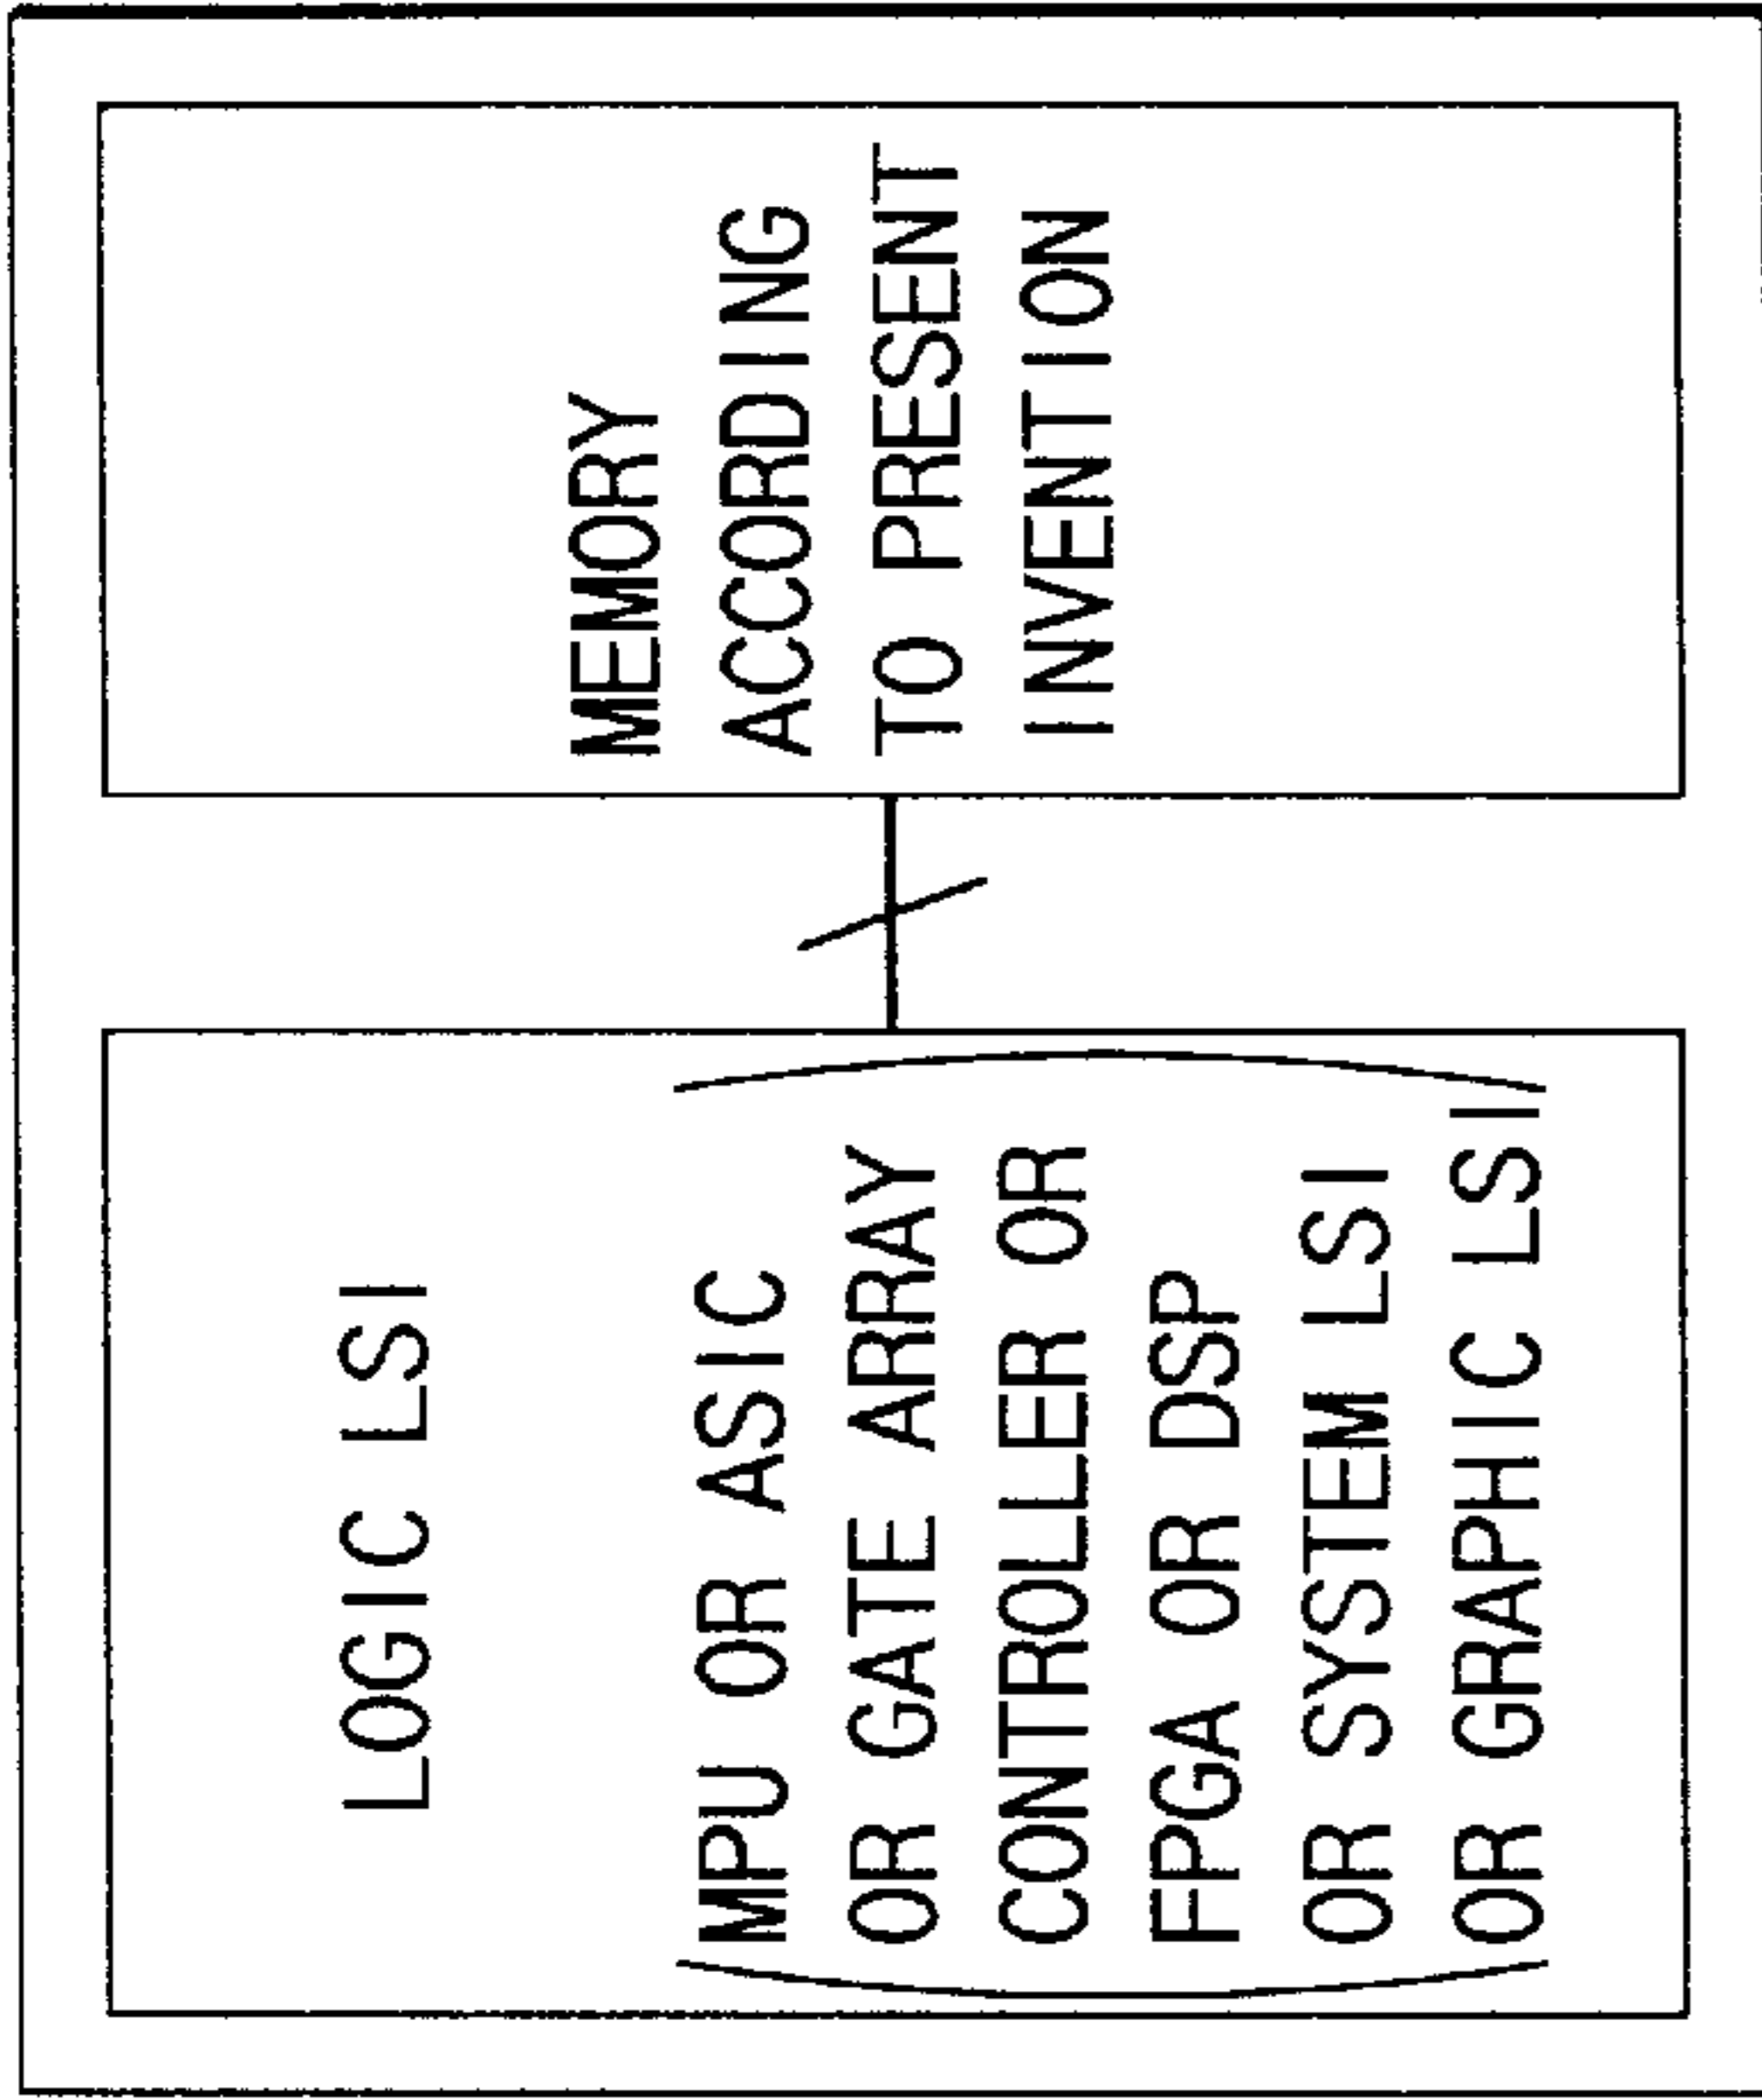 LOGIC LSI
MPU OR ASIC
OR GATE ARRAY
CONTROLLER OR
FPGA OR DSP
OR SYSTEM LSI
OR GRAPHIC LSI
MEMORY
ACCORDING
TO PRESENT
INVENTION